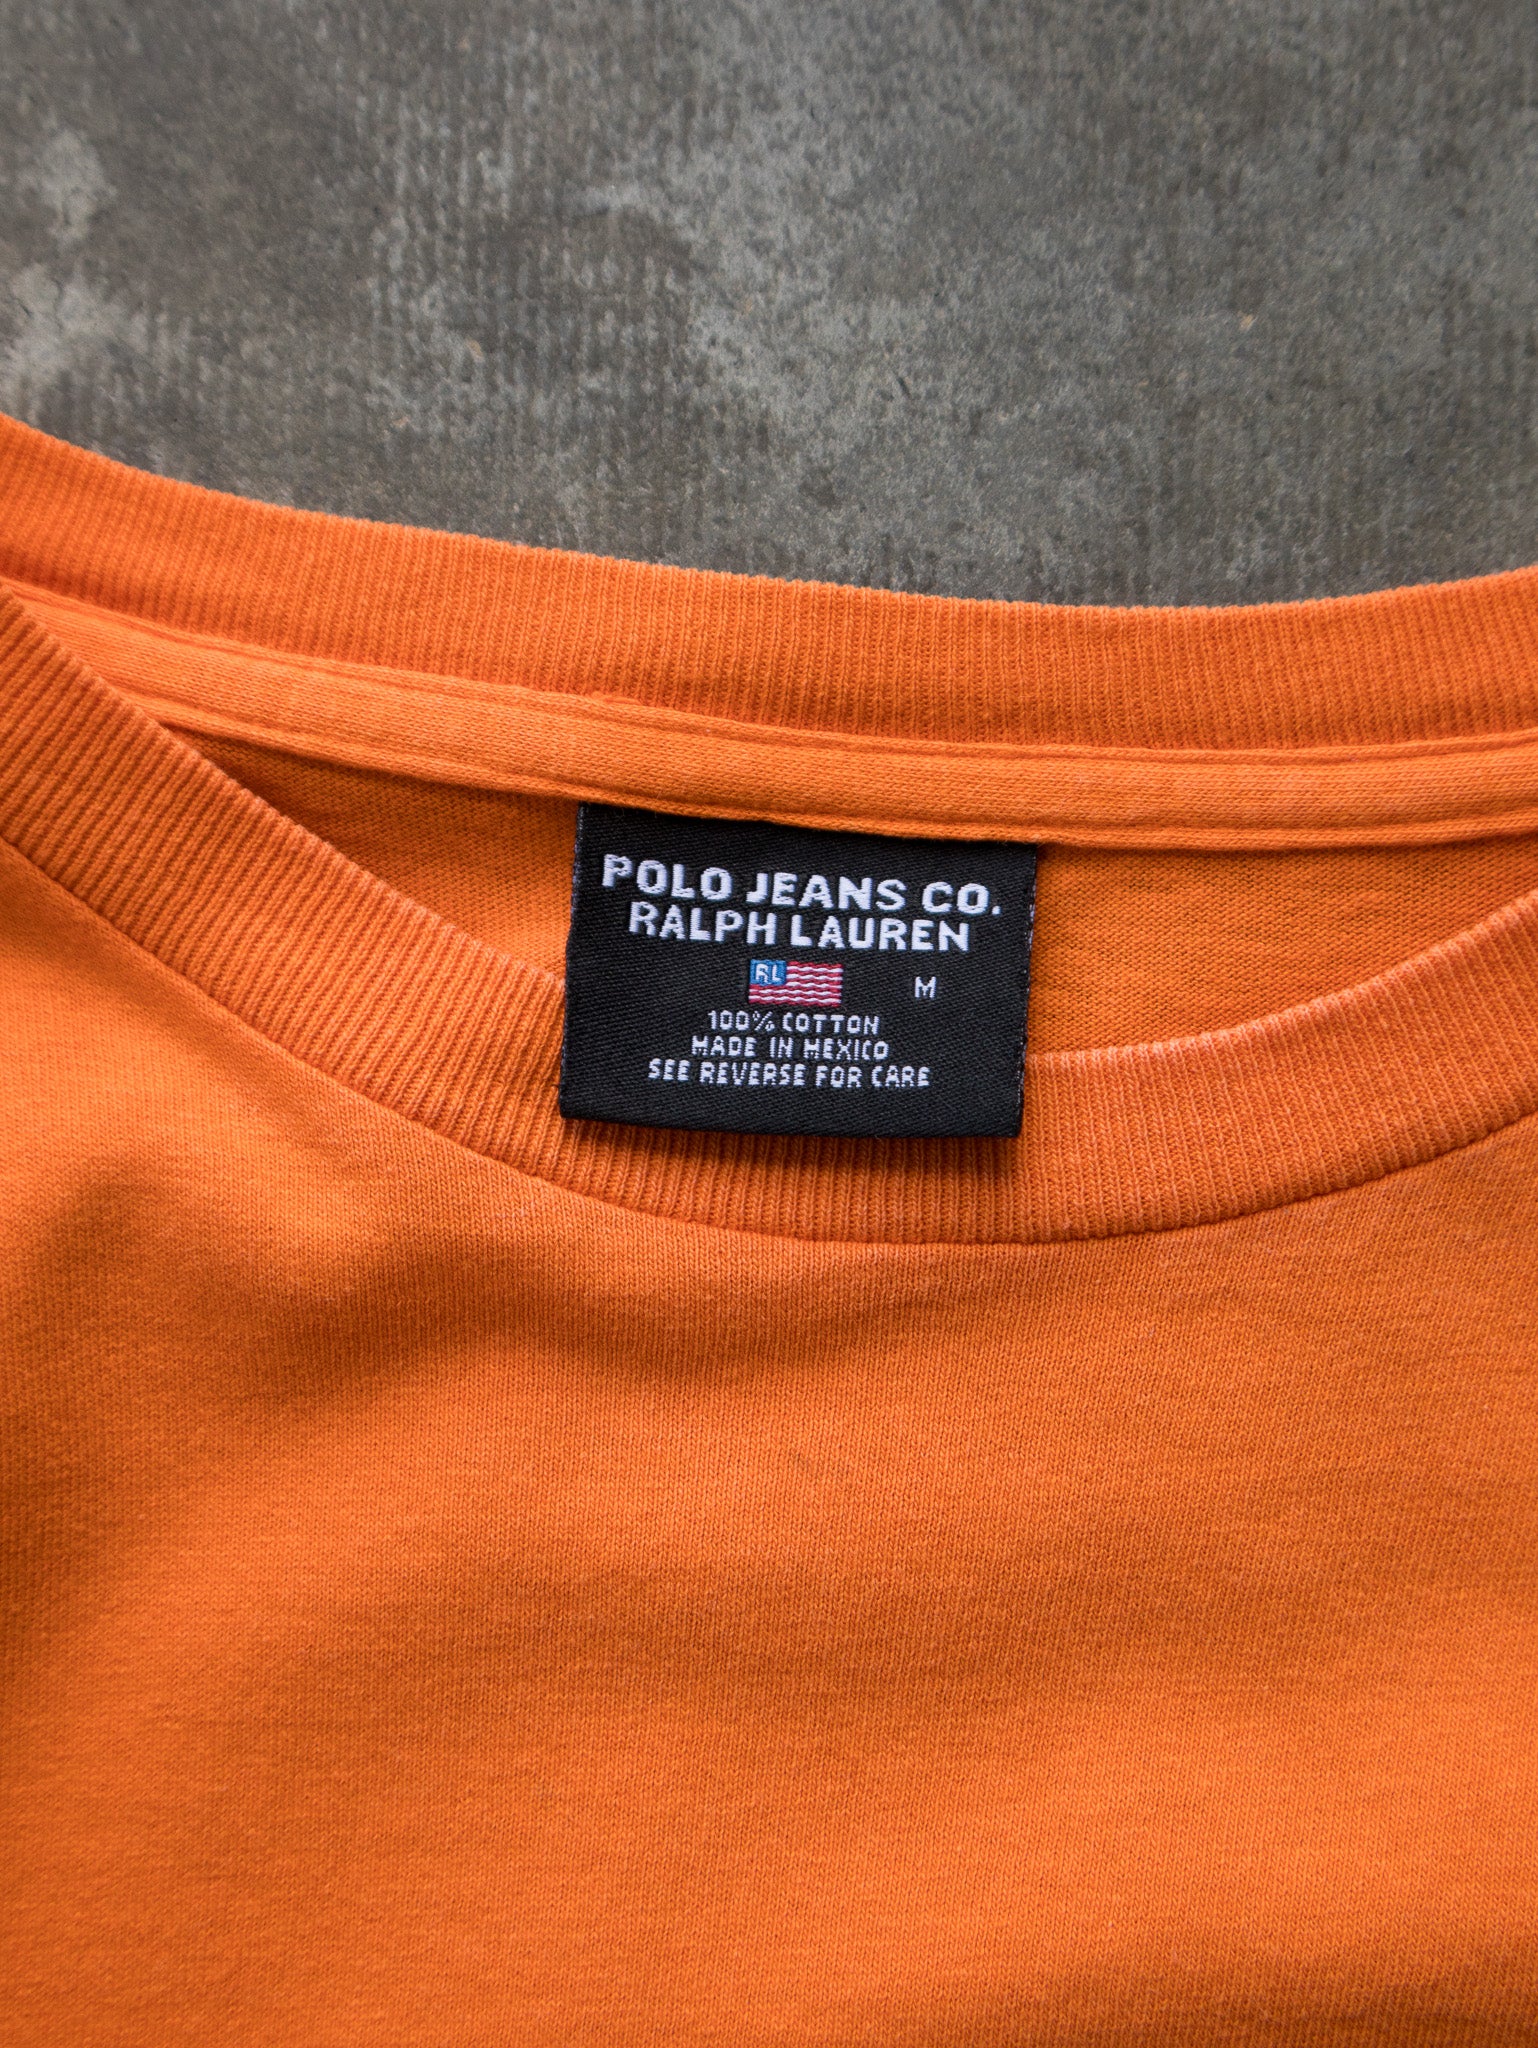 POLO JEANS CO.
RALPH LAUREN
RL
M
100% COTTON
MADE IN MEXICO
SEE REVERSE FOR CARE